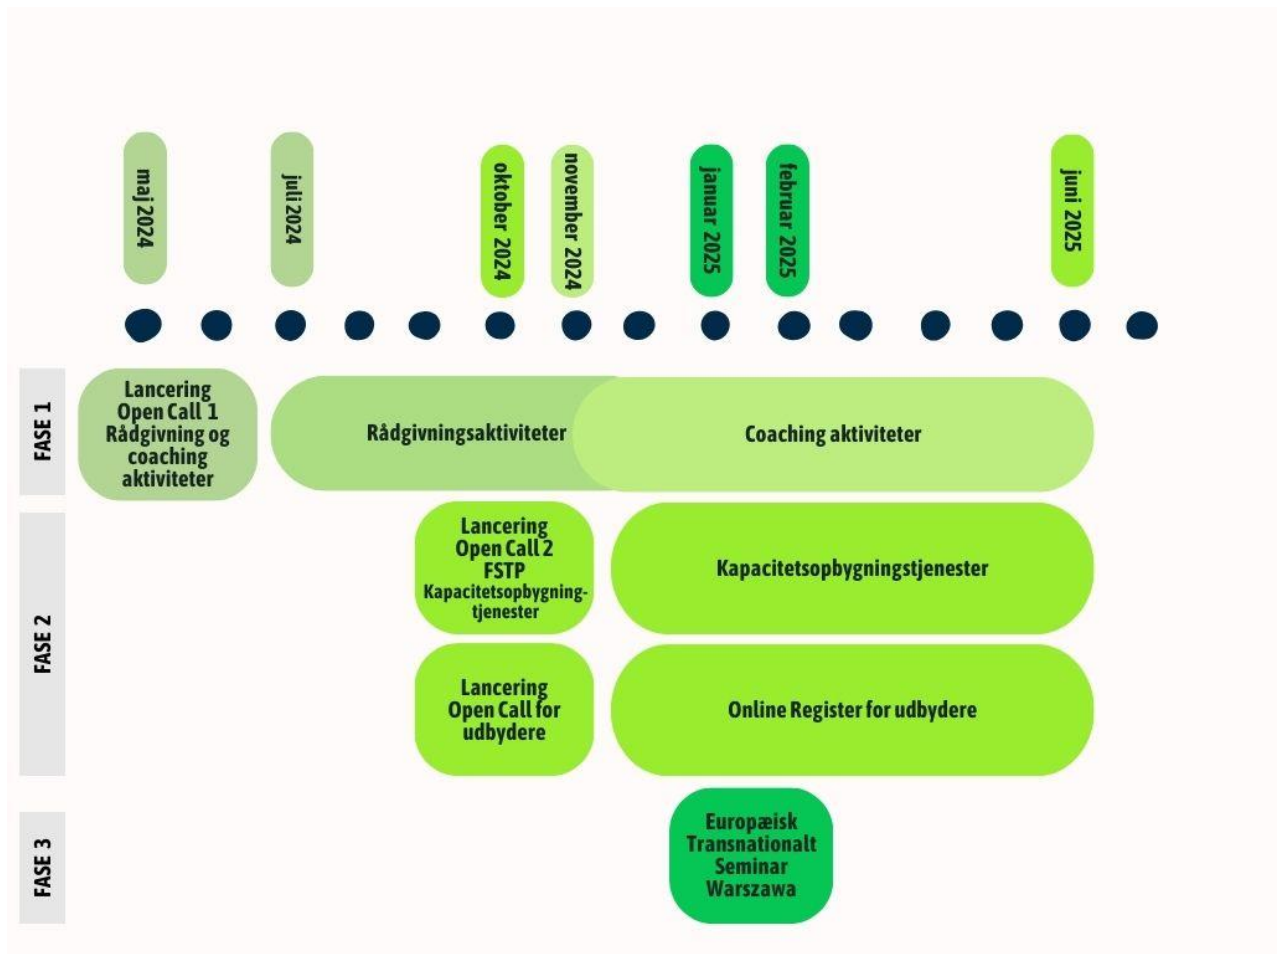 maj 2024
juli 2024
oktober 2024
november 2024
januar 2025
februar 2025
juni 2025
FASE 1
Lancering
Open Call 1
Rådgivning og
coaching
aktiviteter
Rådgivningsaktiviteter
Coaching aktiviteter
FASE 2
Lancering
Open Call 2
FSTP
Kapacitetsopbygning-
tjenester
Kapacitetsopbygningstjenester
Lancering
Open Call for
udbydere
Online Register for udbydere
FASE 3
Europæisk
Transnationalt
Seminar
Warszawa